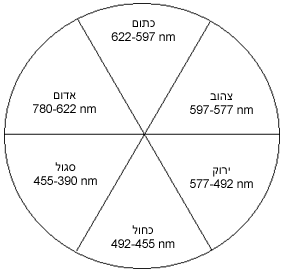 כתום
622-597 nm
צהוב
597-577 nm
ירוק
577-492 nm
כחול
492-455 nm
סגול
455-390 nm
אדום
780-622 nm